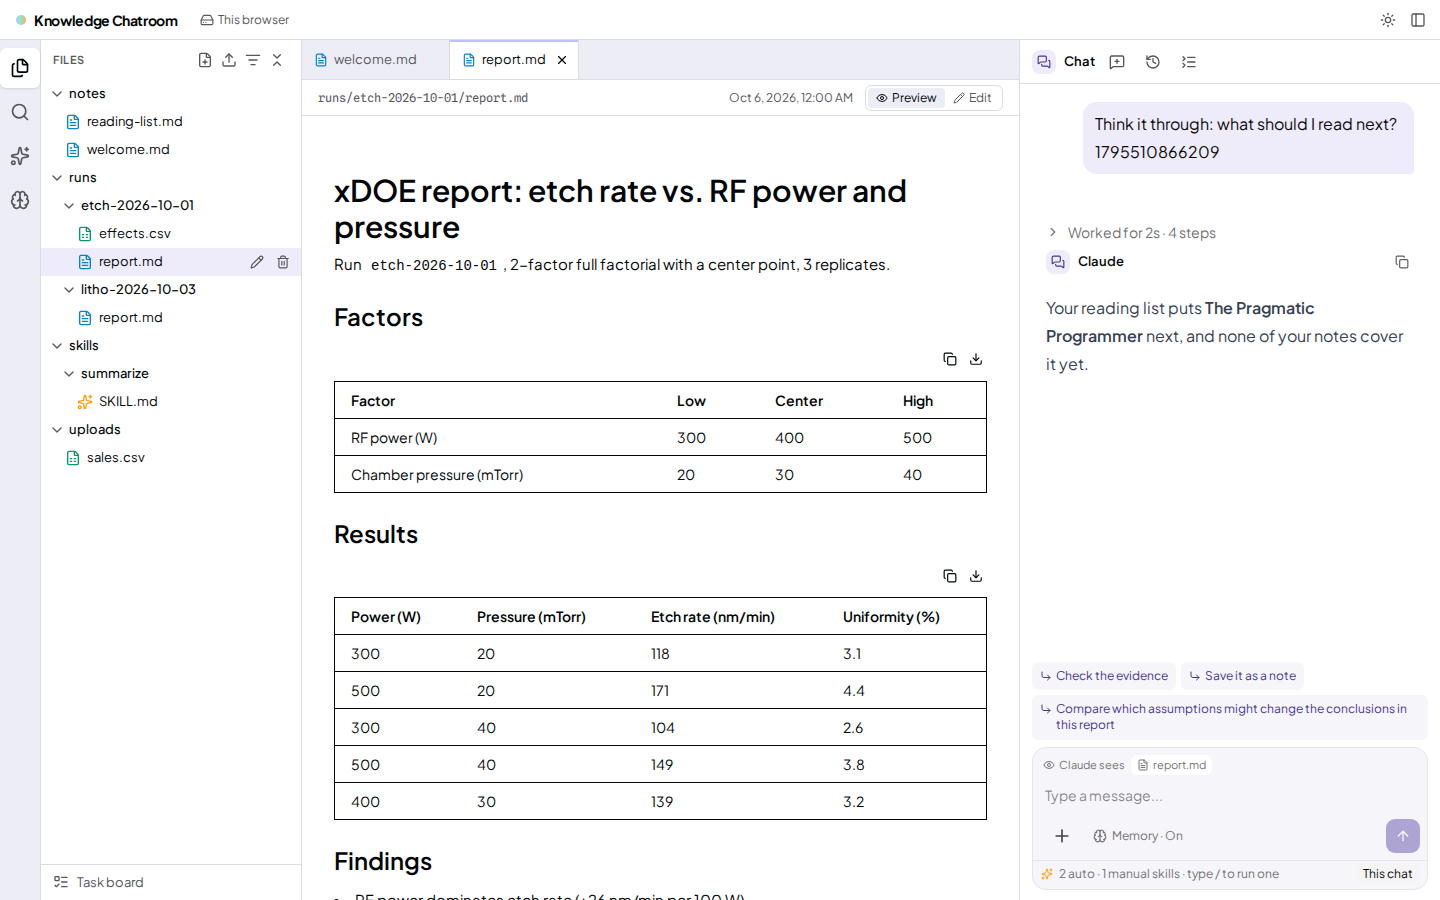 Knowledge Chatroom
This browser
FILES
notes
reading-list.md
welcome.md
runs
etch-2026-10-01
effects.csv
report.md
litho-2026-10-03
report.md
skills
summarize
SKILL.md
uploads
sales.csv
Task board
welcome.md
report.md
runs/etch-2026-10-01/report.md
Oct 6, 2026, 12:00 AM
Preview
Edit
xDOE report: etch rate vs. RF power and
pressure
Run etch-2026-10-01 , 2-factor full factorial with a center point, 3 replicates.
Factors
Factor Low Center High
RF power (W) 300 400 500
Chamber pressure (mTorr) 20 30 40
Results
Power (W) Pressure (mTorr) Etch rate (nm/min) Uniformity (%)
300 20 118 3.1
500 20 171 4.4
300 40 104 2.6
500 40 149 3.8
400 30 139 3.2
Findings
RF power dominates etch rate (+26 nm/min per 100 W)
Chat
Think it through: what should I read next?
1795510866209
Worked for 2s · 4 steps
Claude
Your reading list puts The Pragmatic
Programmer next, and none of your notes cover
it yet.
Check the evidence
Save it as a note
Compare which assumptions might change the conclusions in
this report
Claude sees
report.md
Type a message...
Memory · On
2 auto · 1 manual skills · type / to run one
This chat